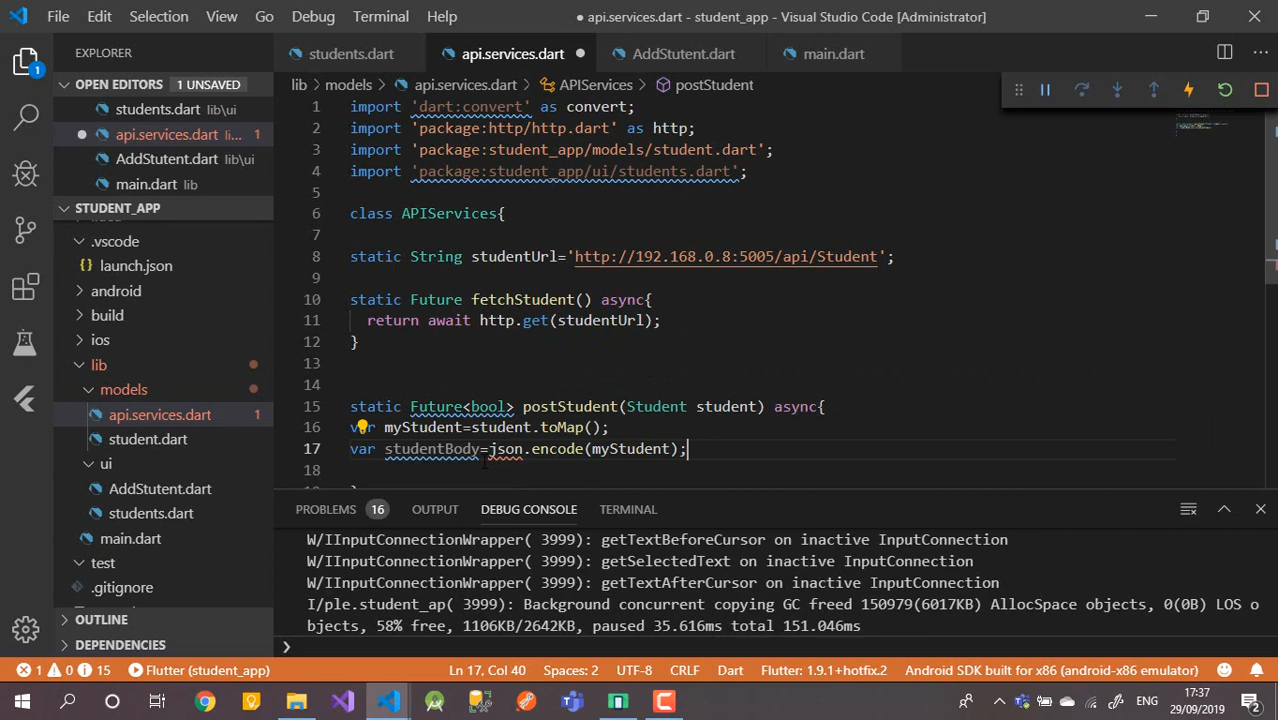 File Edit Selection View Go Debug Terminal Help
● api.services.dart - student_app - Visual Studio Code [Administrator]
EXPLORER
students.dart
api.services.dart ●
AddStutent.dart
main.dart
OPEN EDITORS 1 UNSAVED
lib > models > api.services.dart > APIServices > postStudent
students.dart lib\ui
● api.services.dart li... 1
AddStutent.dart lib\ui
main.dart lib
STUDENT_APP
.vscode
launch.json
android
build
ios
lib
models
api.services.dart 1
student.dart
ui
AddStutent.dart
students.dart
main.dart
test
.gitignore
OUTLINE
DEPENDENCIES
1 import 'dart:convert' as convert;
2 import 'package:http/http.dart' as http;
3 import 'package:student_app/models/student.dart';
4 import 'package:student_app/ui/students.dart';
5
6 class APIServices{
7
8 static String studentUrl='http://192.168.0.8:5005/api/Student';
9
10 static Future fetchStudent() async{
11 return await http.get(studentUrl);
12 }
13
14
15 static Future<bool> postStudent(Student student) async{
16 var myStudent=student.toMap();
17 var studentBody=json.encode(myStudent);
18
PROBLEMS 16 OUTPUT DEBUG CONSOLE TERMINAL
W/IInputConnectionWrapper( 3999): getTextBeforeCursor on inactive InputConnection
W/IInputConnectionWrapper( 3999): getSelectedText on inactive InputConnection
W/IInputConnectionWrapper( 3999): getTextAfterCursor on inactive InputConnection
I/ple.student_ap( 3999): Background concurrent copying GC freed 150979(6017KB) AllocSpace objects, 0(0B) LOS o
bjects, 58% free, 1106KB/2642KB, paused 35.616ms total 151.046ms
1 0 15 Flutter (student_app) Ln 17, Col 40 Spaces: 2 UTF-8 CRLF Dart Flutter: 1.9.1+hotfix.2 Android SDK built for x86 (android-x86 emulator)
ENG 17:37
29/09/2019
2